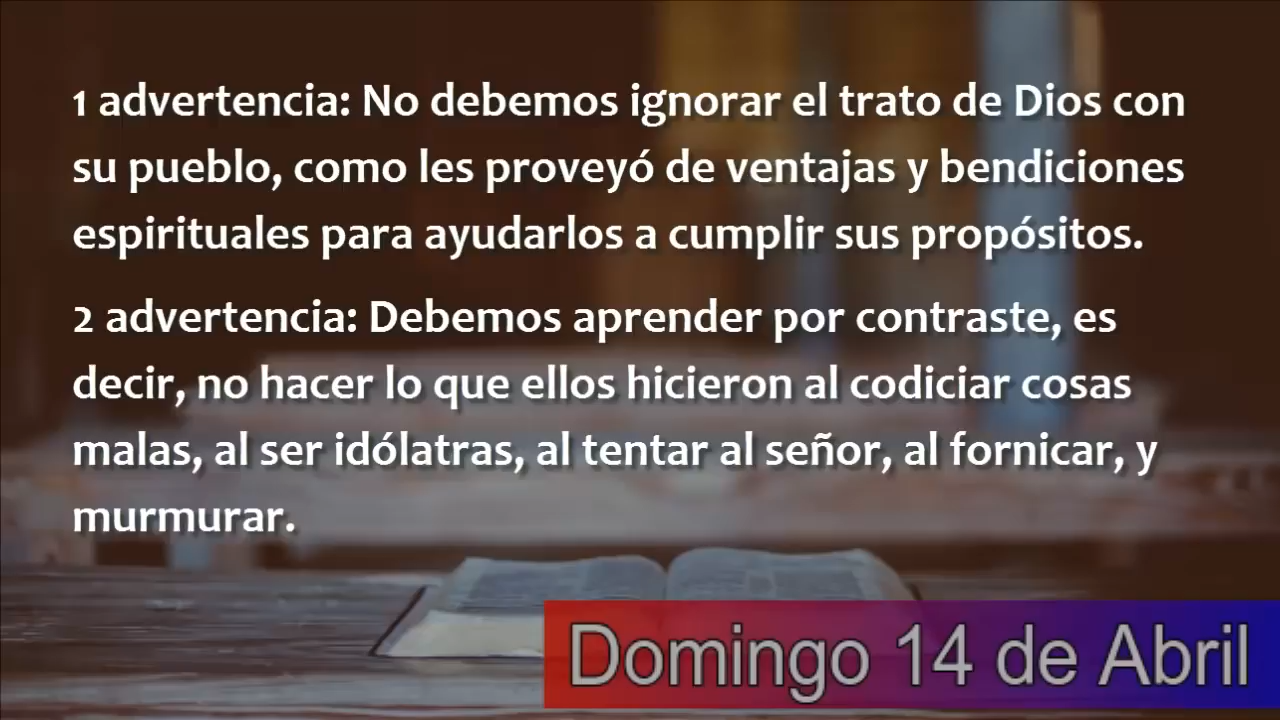 1 advertencia: No debemos ignorar el trato de Dios con
su pueblo, como les proveyó de ventajas y bendiciones
espirituales para ayudarlos a cumplir sus propósitos.
2 advertencia: Debemos aprender por contraste, es
decir, no hacer lo que ellos hicieron al codiciar cosas
malas, al ser idólatras, al tentar al señor, al fornicar, y
murmurar.
Domingo 14 de Abril